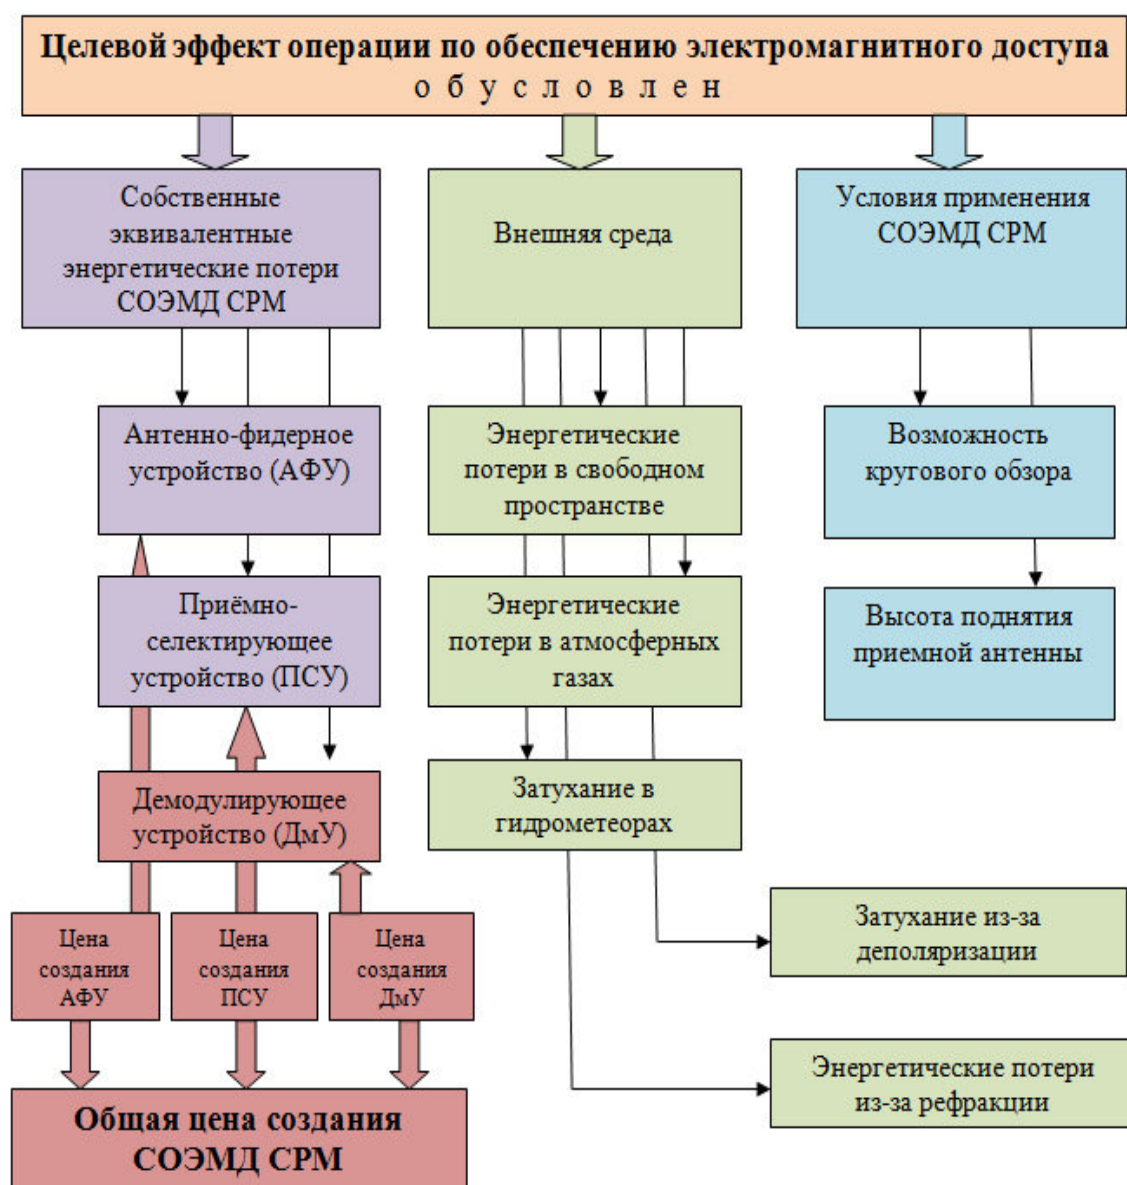 Целевой эффект операции по обеспечению электромагнитного доступа
о б у с л о в л е н
Собственные
эквивалентные
энергетические потери
СОЭМД СРМ
Внешняя среда
Условия применения
СОЭМД СРМ
Антенно-фидерное
устройство (АФУ)
Энергетические
потери в свободном
пространстве
Возможность
кругового обзора
Приёмно-
селектирующее
устройство (ПСУ)
Энергетические
потери в атмосферных
газах
Высота поднятия
приемной антенны
Демодулирующее
устройство (ДмУ)
Затухание в
гидрометеорах
Цена
создания
АФУ
Цена
создания
ПСУ
Цена
создания
ДмУ
Затухание из-за
деполяризации
Энергетические потери
из-за рефракции
Общая цена создания
СОЭМД СРМ